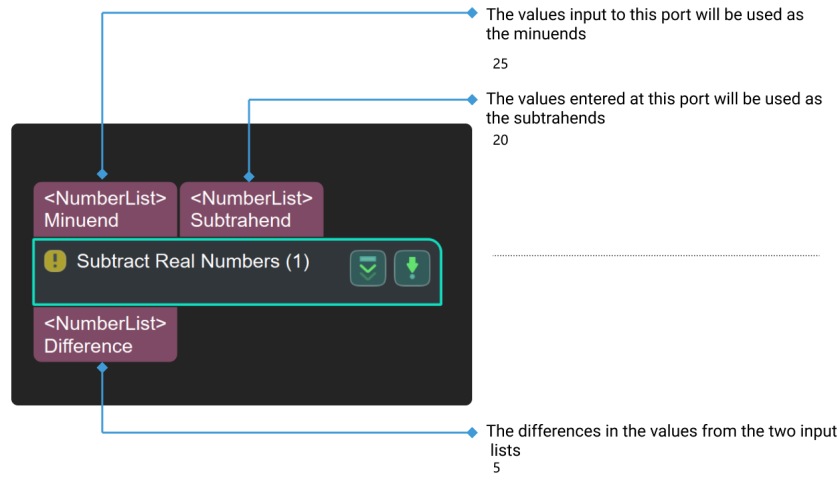 The values input to this port will be used as
the minuends
25
The values entered at this port will be used as
the subtrahends
20
<NumberList>
Minuend
<NumberList>
Subtrahend
Subtract Real Numbers (1)
<NumberList>
Difference
The differences in the values from the two input
lists
5